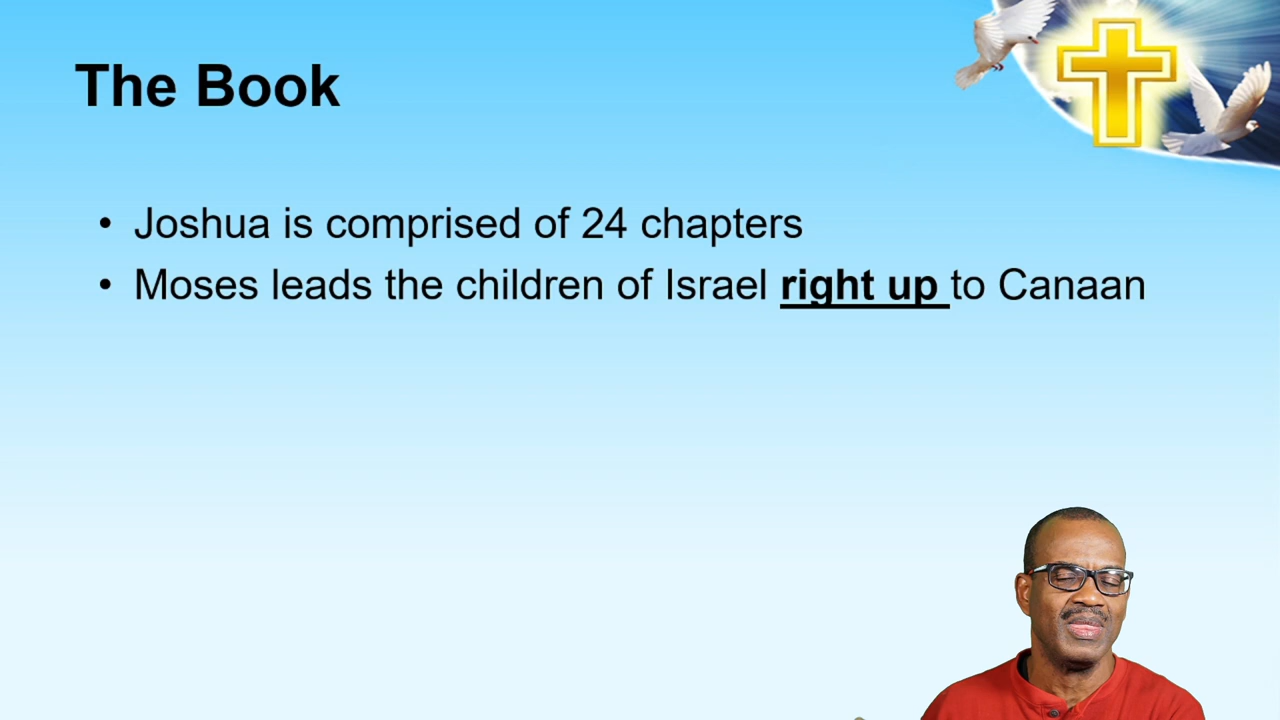 The Book
• Joshua is comprised of 24 chapters
• Moses leads the children of Israel right up to Canaan